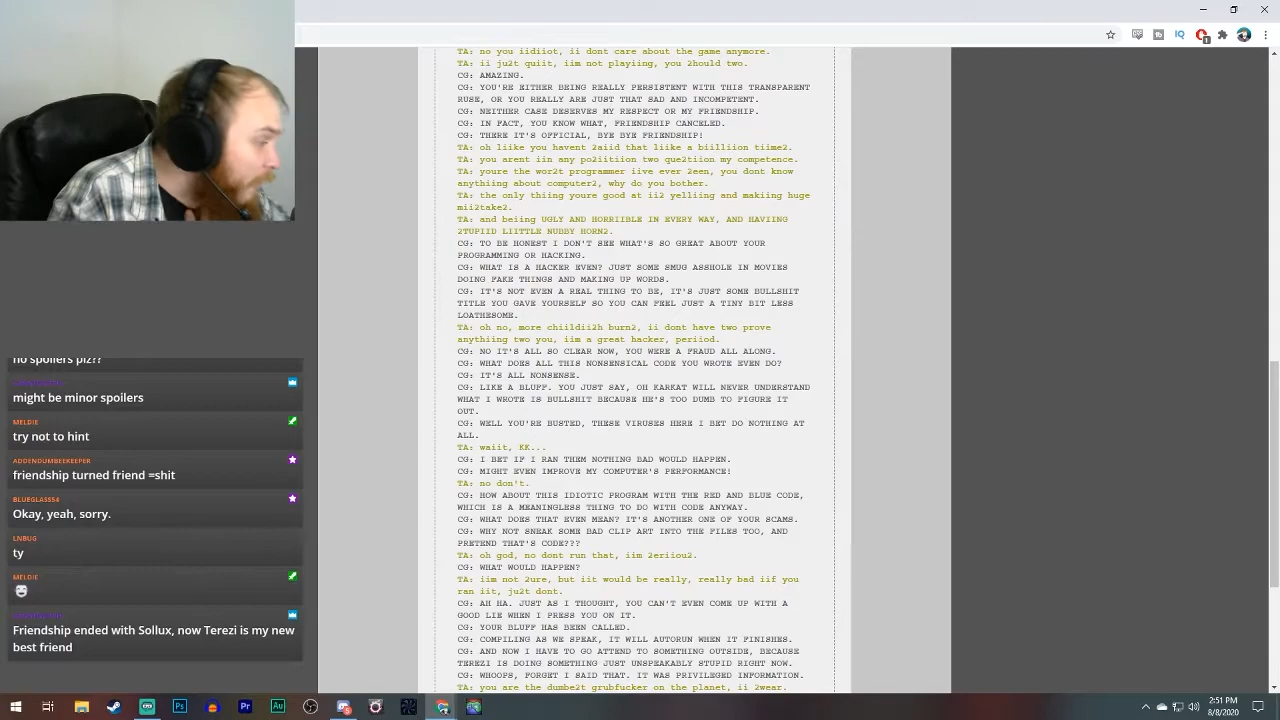 TA: no you iidiiot, ii dont care about the game anymore.
TA: ii ju2t quiit, iim not playiing, you 2hould two.
CG: AMAZING.
CG: YOU'RE EITHER BEING REALLY PERSISTENT WITH THIS TRANSPARENT
RUSE, OR YOU REALLY ARE JUST THAT SAD AND INCOMPETENT.
CG: NEITHER CASE DESERVES MY RESPECT OR MY FRIENDSHIP.
CG: IN FACT, YOU KNOW WHAT, FRIENDSHIP CANCELED.
CG: THERE IT'S OFFICIAL, BYE BYE FRIENDSHIP!
TA: oh liike you havent 2aiid that liike a biilliion tiime2.
TA: you arent iin any po2iitiion two que2tiion my competence.
TA: youre the wor2t programmer iive ever 2een, you dont know
anythiing about computer2, why do you bother.
TA: the only thiing youre good at ii2 yelliing and makiing huge
mii2take2.
TA: and beiing UGLY AND HORRIIBLE IN EVERY WAY, AND HAVIING
2TUPIID LIITTLE NUBBY HORN2.
CG: TO BE HONEST I DON'T SEE WHAT'S SO GREAT ABOUT YOUR
PROGRAMMING OR HACKING.
CG: WHAT IS A HACKER EVEN? JUST SOME SMUG ASSHOLE IN MOVIES
DOING FAKE THINGS AND MAKING UP WORDS.
CG: IT'S NOT EVEN A REAL THING TO BE, IT'S JUST SOME BULLSHIT
TITLE YOU GAVE YOURSELF SO YOU CAN FEEL JUST A TINY BIT LESS
LOATHESOME.
TA: oh no, more chiildii2h burn2, ii dont have two prove
anythiing two you, iim a great hacker, periiod.
CG: NO IT'S ALL SO CLEAR NOW, YOU WERE A FRAUD ALL ALONG.
CG: WHAT DOES ALL THIS NONSENSICAL CODE YOU WROTE EVEN DO?
CG: IT'S ALL NONSENSE.
CG: LIKE A BLUFF. YOU JUST SAY, OH KARKAT WILL NEVER UNDERSTAND
WHAT I WROTE IS BULLSHIT BECAUSE HE'S TOO DUMB TO FIGURE IT
OUT.
CG: WELL YOU'RE BUSTED, THESE VIRUSES HERE I BET DO NOTHING AT
ALL.
TA: waiit, KK...
CG: I BET IF I RAN THEM NOTHING BAD WOULD HAPPEN.
CG: MIGHT EVEN IMPROVE MY COMPUTER'S PERFORMANCE!
TA: no don't.
CG: HOW ABOUT THIS IDIOTIC PROGRAM WITH THE RED AND BLUE CODE,
WHICH IS A MEANINGLESS THING TO DO WITH CODE ANYWAY.
CG: WHAT DOES THAT EVEN MEAN? IT'S ANOTHER ONE OF YOUR SCAMS.
CG: WHY NOT SNEAK SOME BAD CLIP ART INTO THE FILES TOO, AND
PRETEND THAT'S CODE???
TA: oh god, no dont run that, iim 2eriiou2.
CG: WHAT WOULD HAPPEN?
TA: iim not 2ure, but iit would be really, really bad iif you
ran iit, ju2t dont.
CG: AH HA. JUST AS I THOUGHT, YOU CAN'T EVEN COME UP WITH A
GOOD LIE WHEN I PRESS YOU ON IT.
CG: YOUR BLUFF HAS BEEN CALLED.
CG: COMPILING AS WE SPEAK, IT WILL AUTORUN WHEN IT FINISHES.
CG: AND NOW I HAVE TO GO ATTEND TO SOMETHING OUTSIDE, BECAUSE
TEREZI IS DOING SOMETHING JUST UNSPEAKABLY STUPID RIGHT NOW.
CG: WHOOPS, FORGET I SAID THAT. IT WAS PRIVILEGED INFORMATION.
TA: you are the dumbe2t grubfucker on the planet, ii 2wear.
no spoilers plz??
might be minor spoilers
MELDIE
try not to hint
ADDENDUMBEEKEEPER
friendship turned friend =shit
BLUEGLASS54
Okay, yeah, sorry.
LNBUG
ty
MELDIE
Friendship ended with Sollux, now Terezi is my new
best friend
IQ
1
Ps
Pr
Au
2:51 PM
8/8/2020